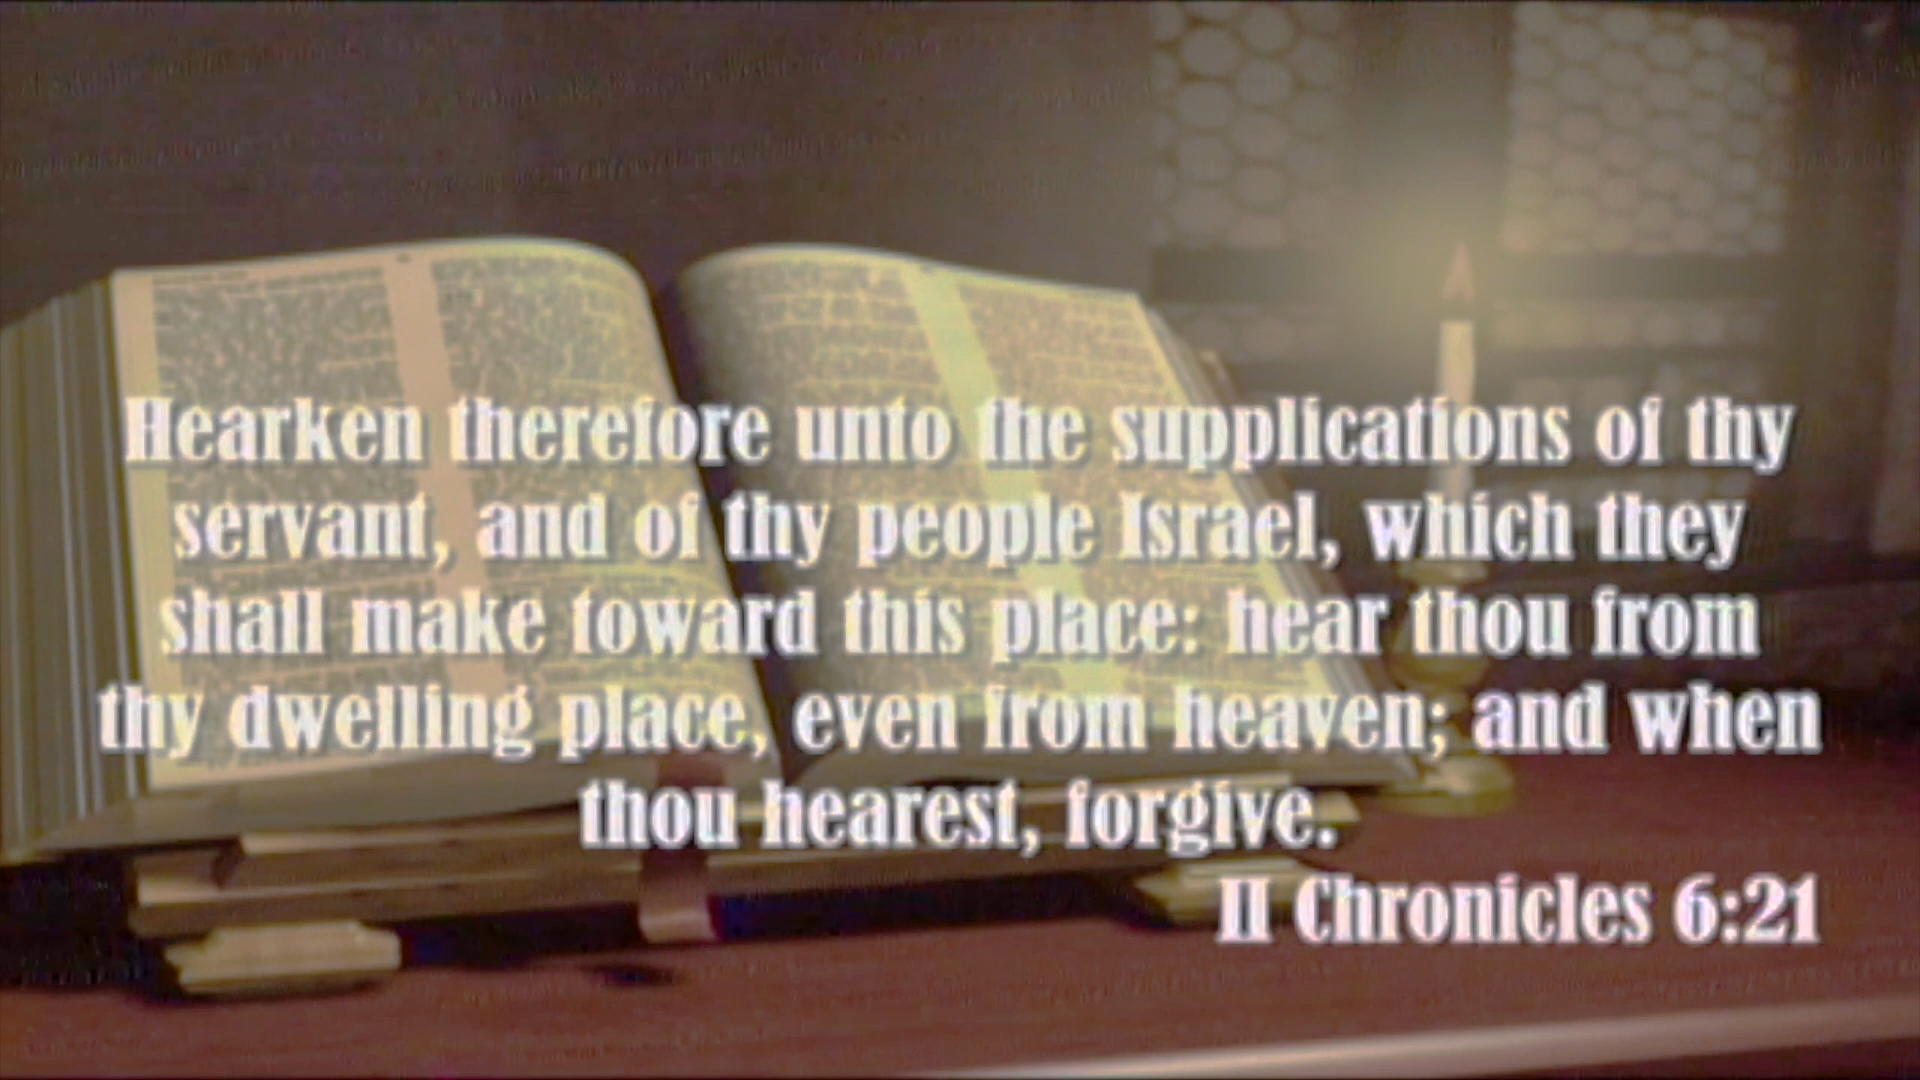 Hearken therefore unto the supplications of thy
servant, and of thy people Israel, which they
shall make toward this place: hear thou from
thy dwelling place, even from heaven; and when
thou hearest, forgive.
II Chronicles 6:21